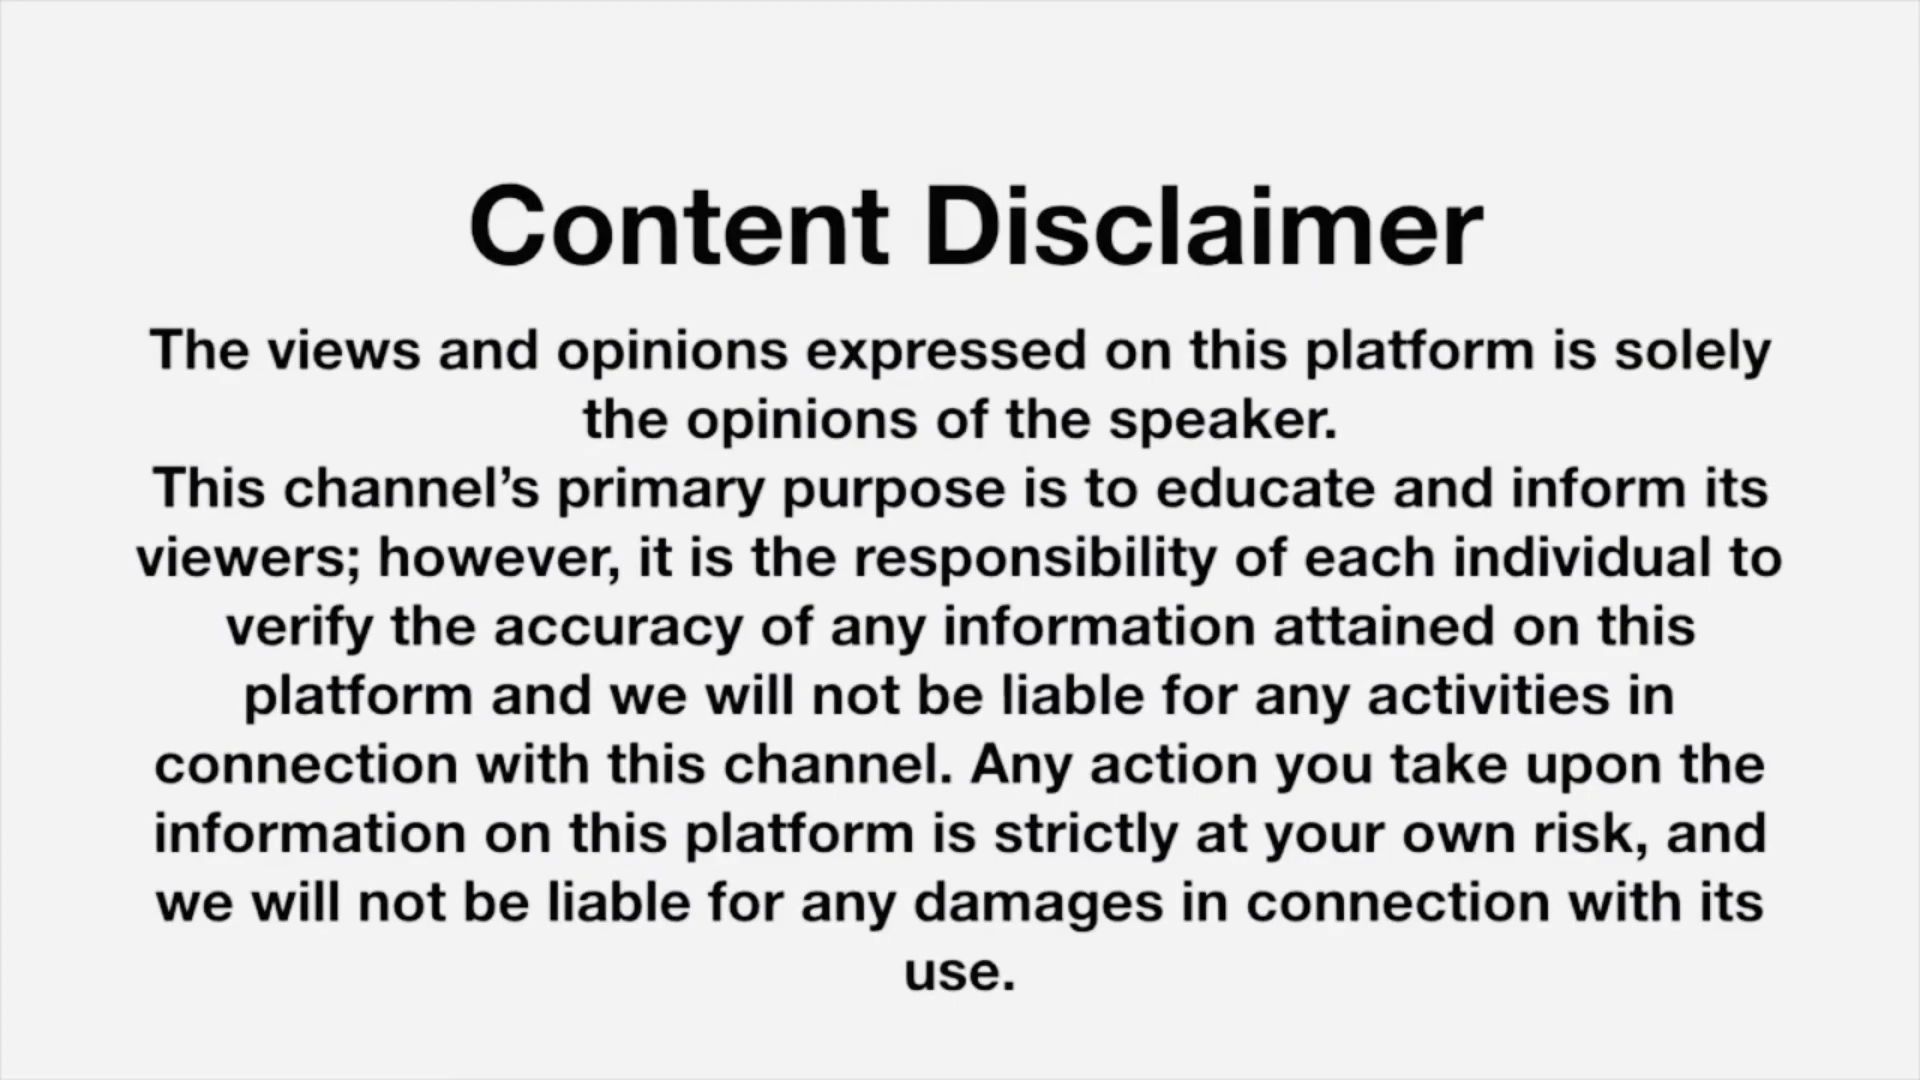 Content Disclaimer
The views and opinions expressed on this platform is solely
the opinions of the speaker.
This channel’s primary purpose is to educate and inform its
viewers; however, it is the responsibility of each individual to
verify the accuracy of any information attained on this
platform and we will not be liable for any activities in
connection with this channel. Any action you take upon the
information on this platform is strictly at your own risk, and
we will not be liable for any damages in connection with its
use.